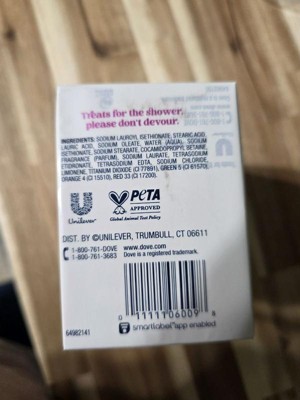 Treats for the shower,
please don't devour.
INGREDIENTS: SODIUM LAUROYL ISETHIONATE, STEARIC ACID,
LAURIC ACID, SODIUM OLEATE, WATER (AQUA), SODIUM
ISETHIONATE, SODIUM STEARATE, COCAMIDOPROPYL BETAINE,
FRAGRANCE (PARFUM), SODIUM LAURATE, TETRASODIUM
ETIDRONATE, TETRASODIUM EDTA, SODIUM CHLORIDE,
LIMONENE, TITANIUM DIOXIDE (CI 77891), GREEN 5 (CI 61570),
ORANGE 4 (CI 15510), RED 33 (CI 17200).
Unilever
PETA
APPROVED
Global Animal Test Policy
DIST. BY ©UNILEVER, TRUMBULL, CT 06611
1-800-761-DOVE www.dove.com
1-800-761-3683 Dove is a registered trademark.
0 11111 06009 8
64982141
smartlabel app enabled